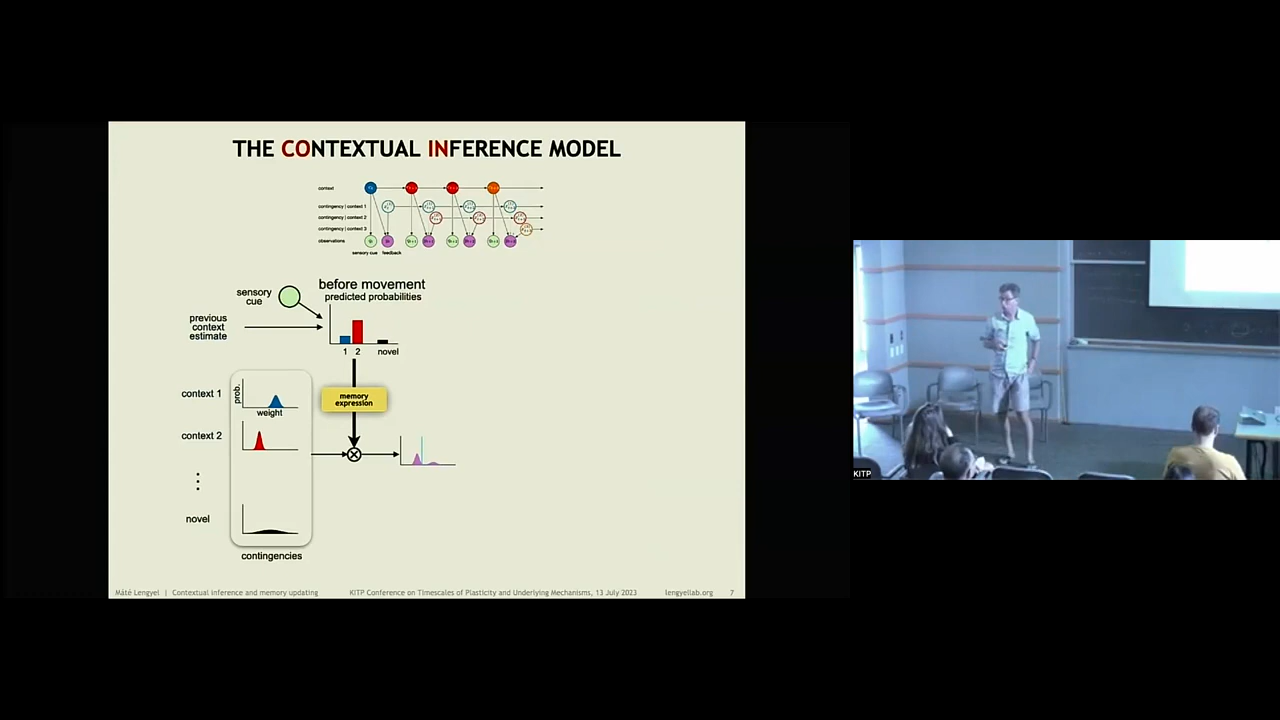 THE CONTEXTUAL INFERENCE MODEL
context
contingency | context 1
contingency | context 2
contingency | context 3
observations
sensory cue feedback
sensory
cue
before movement
predicted probabilities
previous
context
estimate
1 2 novel
context 1
prob.
weight
memory
expression
context 2
novel
contingencies
Máté Lengyel | Contextual inference and memory updating KITP Conference on Timescales of Plasticity and Underlying Mechanisms, 13 July 2023 lengyellab.org 7
KITP